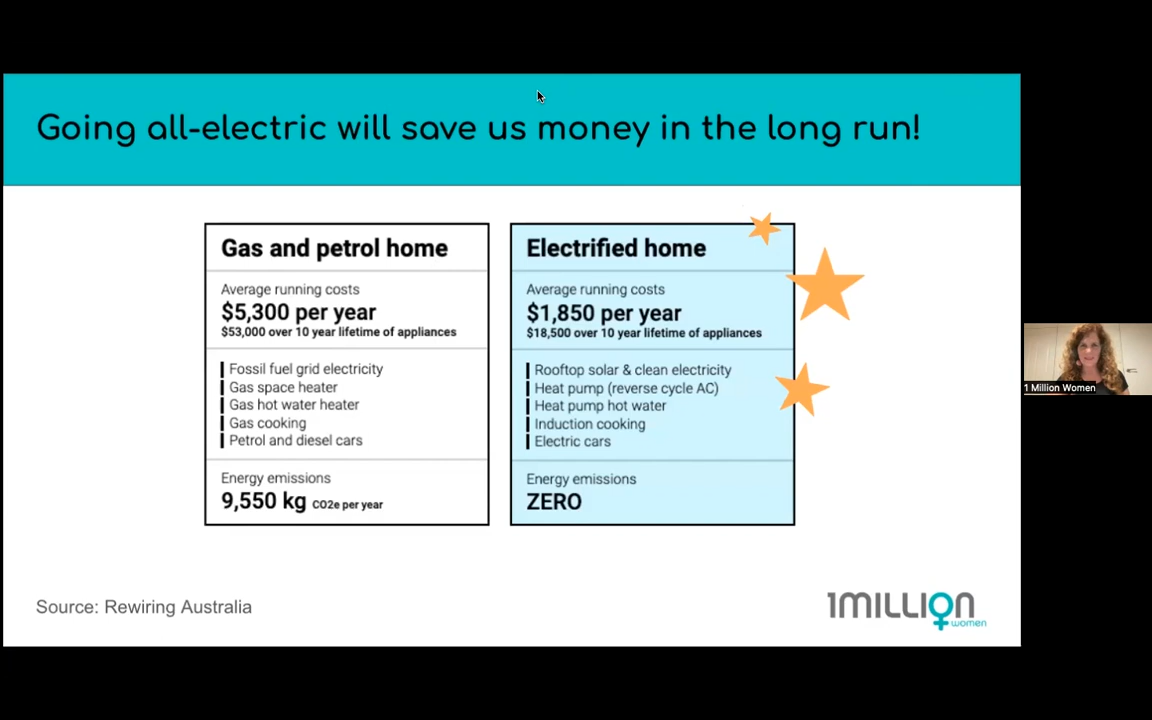 Going all-electric will save us money in the long run!
Gas and petrol home
Average running costs
$5,300 per year
$53,000 over 10 year lifetime of appliances
Fossil fuel grid electricity
Gas space heater
Gas hot water heater
Gas cooking
Petrol and diesel cars
Energy emissions
9,550 kg CO2e per year
Electrified home
Average running costs
$1,850 per year
$18,500 over 10 year lifetime of appliances
Rooftop solar & clean electricity
Heat pump (reverse cycle AC)
Heat pump hot water
Induction cooking
Electric cars
Energy emissions
ZERO
Source: Rewiring Australia
1MILLION
women
1 Million Women